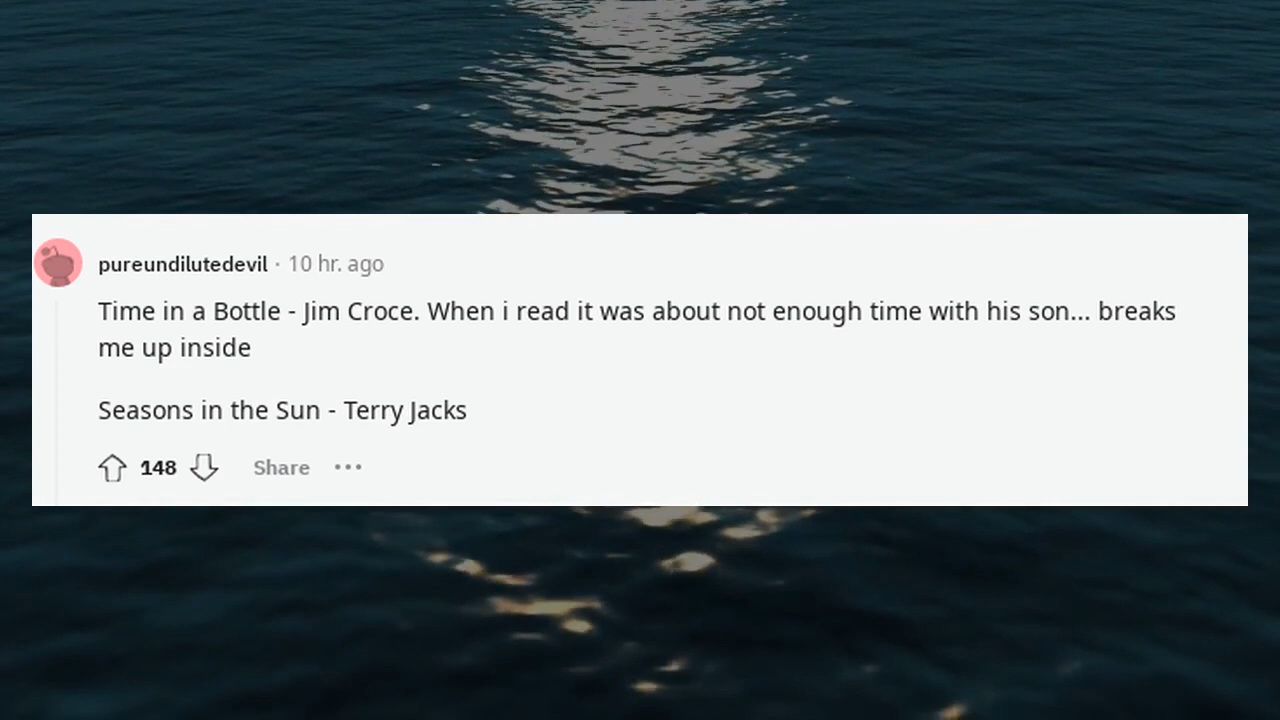 pureundilutedevil · 10 hr. ago
Time in a Bottle - Jim Croce. When i read it was about not enough time with his son... breaks
me up inside
Seasons in the Sun - Terry Jacks
148 Share